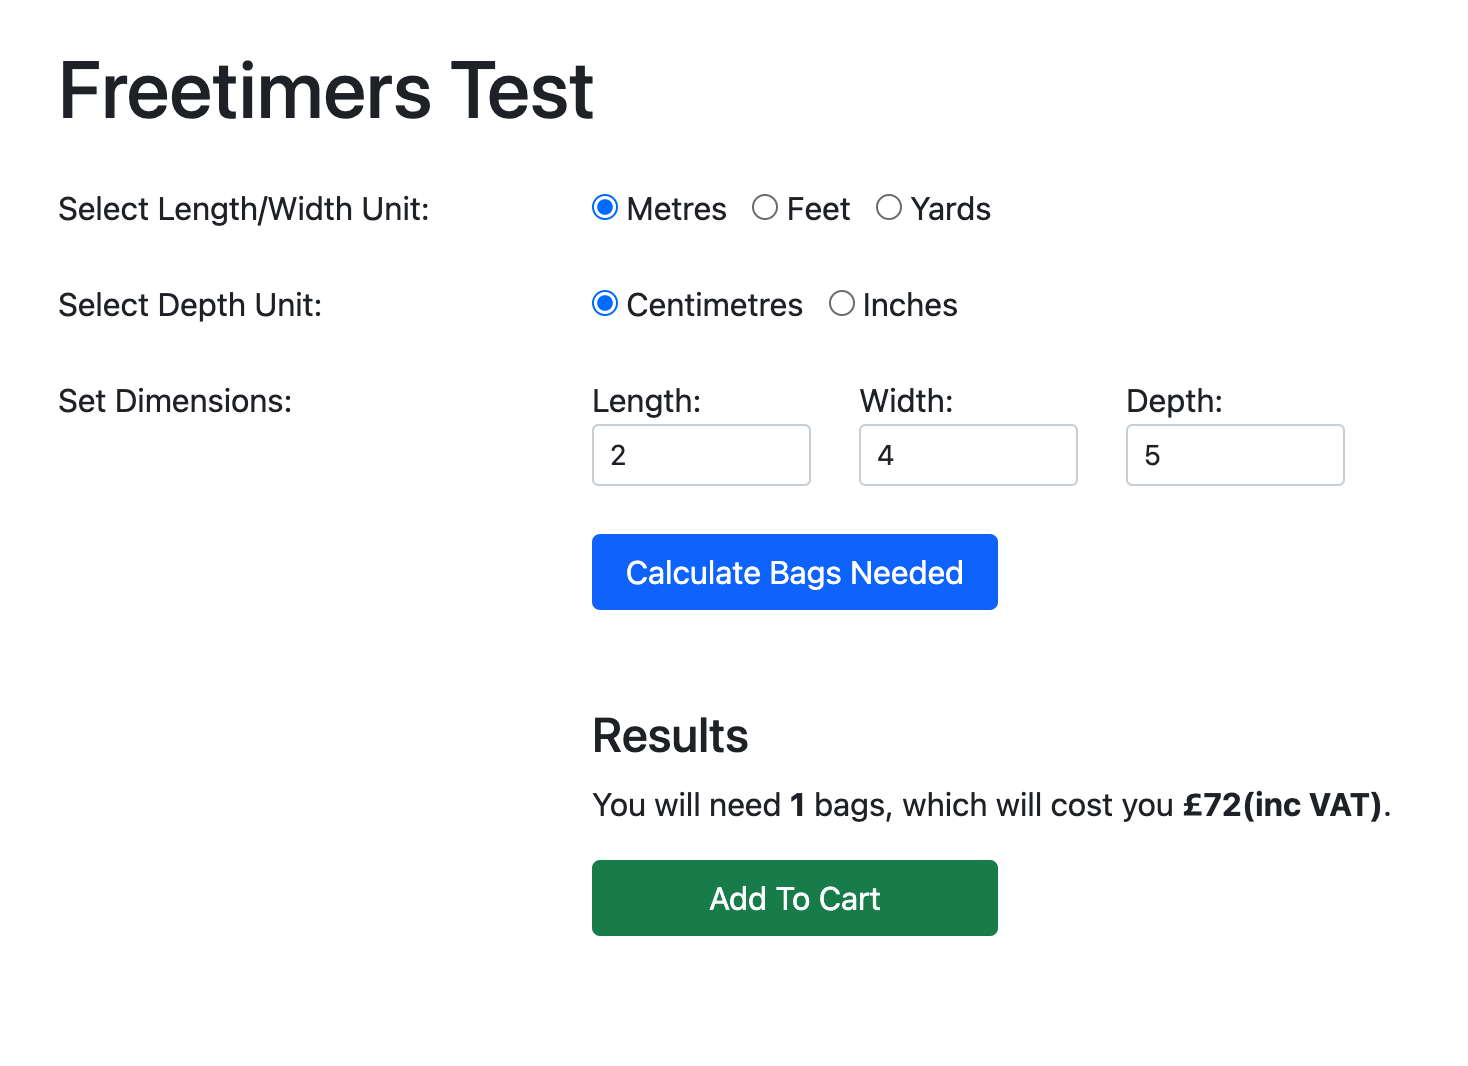 Freetimers Test
Select Length/Width Unit: Metres Feet Yards
Select Depth Unit: Centimetres Inches
Set Dimensions: Length: Width: Depth:
2 4 5
Calculate Bags Needed
Results
You will need 1 bags, which will cost you £72(inc VAT).
Add To Cart